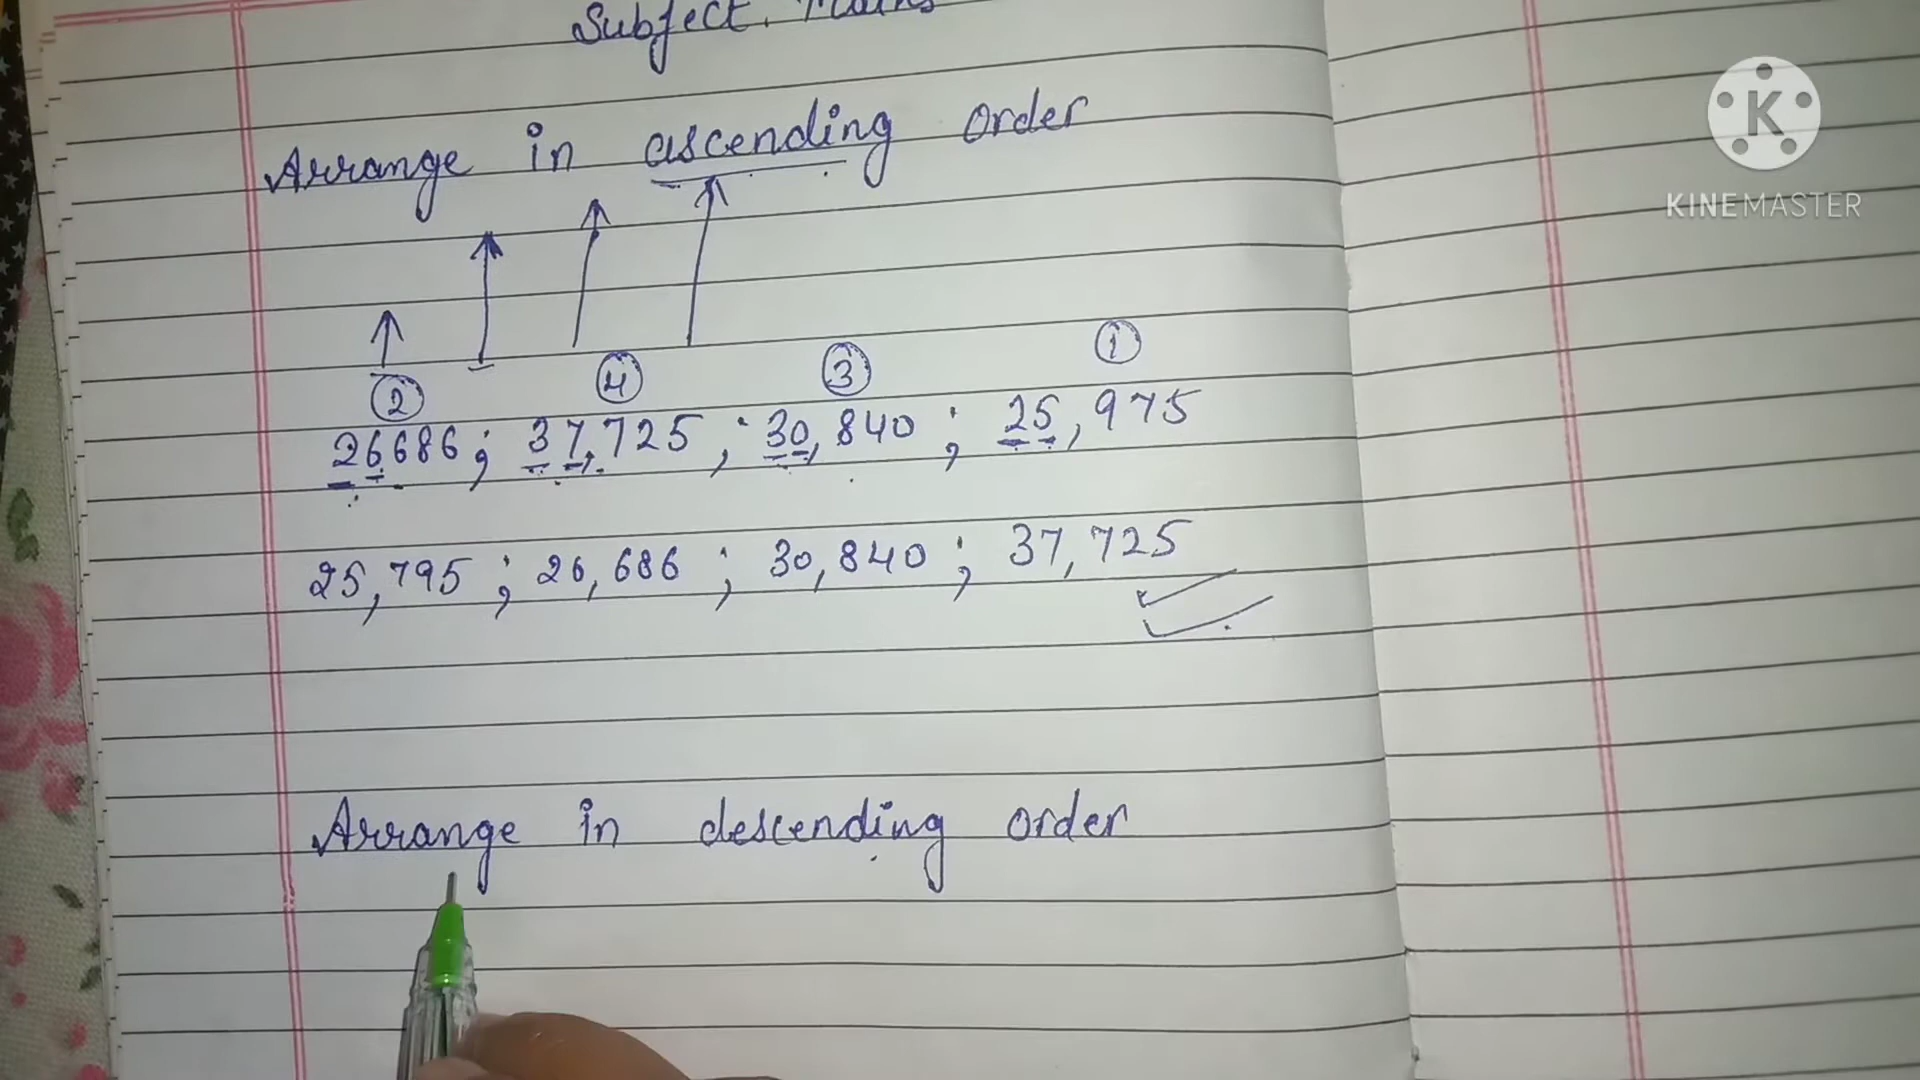 Subject. Maths
KINEMASTER
Arrange in ascending order
2 4 3 1
26686; 37,725; 30,840; 25,975
25,795; 26,686; 30,840; 37,725
Arrange in descending order